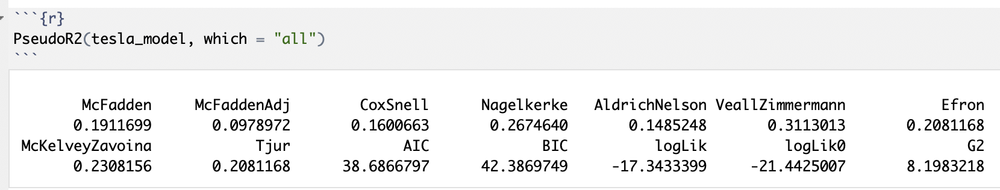 ```{r}
PseudoR2(tesla_model, which = "all")
```
McFadden McFaddenAdj CoxSnell Nagelkerke AldrichNelson VeallZimmermann Efron
0.1911699 0.0978972 0.1600663 0.2674640 0.1485248 0.3113013 0.2081168
McKelveyZavoina Tjur AIC BIC logLik logLik0 G2
0.2308156 0.2081168 38.6866797 42.3869749 -17.3433399 -21.4425007 8.1983218